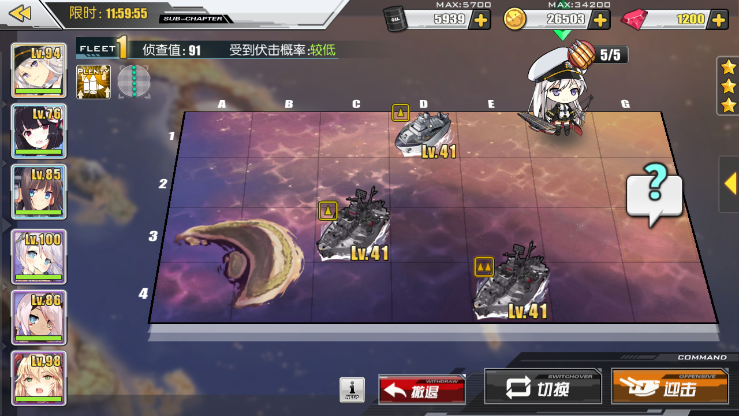 限时: 11:59:55
SUB-CHAPTER
MAX:5700
5939
MAX:34200
26503
1200
OIL
FLEET 1
侦查值: 91
受到伏击概率:较低
5/5
PLENTY
Lv.94
Lv.76
Lv.85
Lv.100
Lv.86
Lv.98
A B C D E G
1
2
3
4
Lv.41
Lv.41
Lv.41
?
COMMAND
i
HELP
WITHDRAW
撤退
SWITCHOVER
切换
OFFENSIVE
迎击